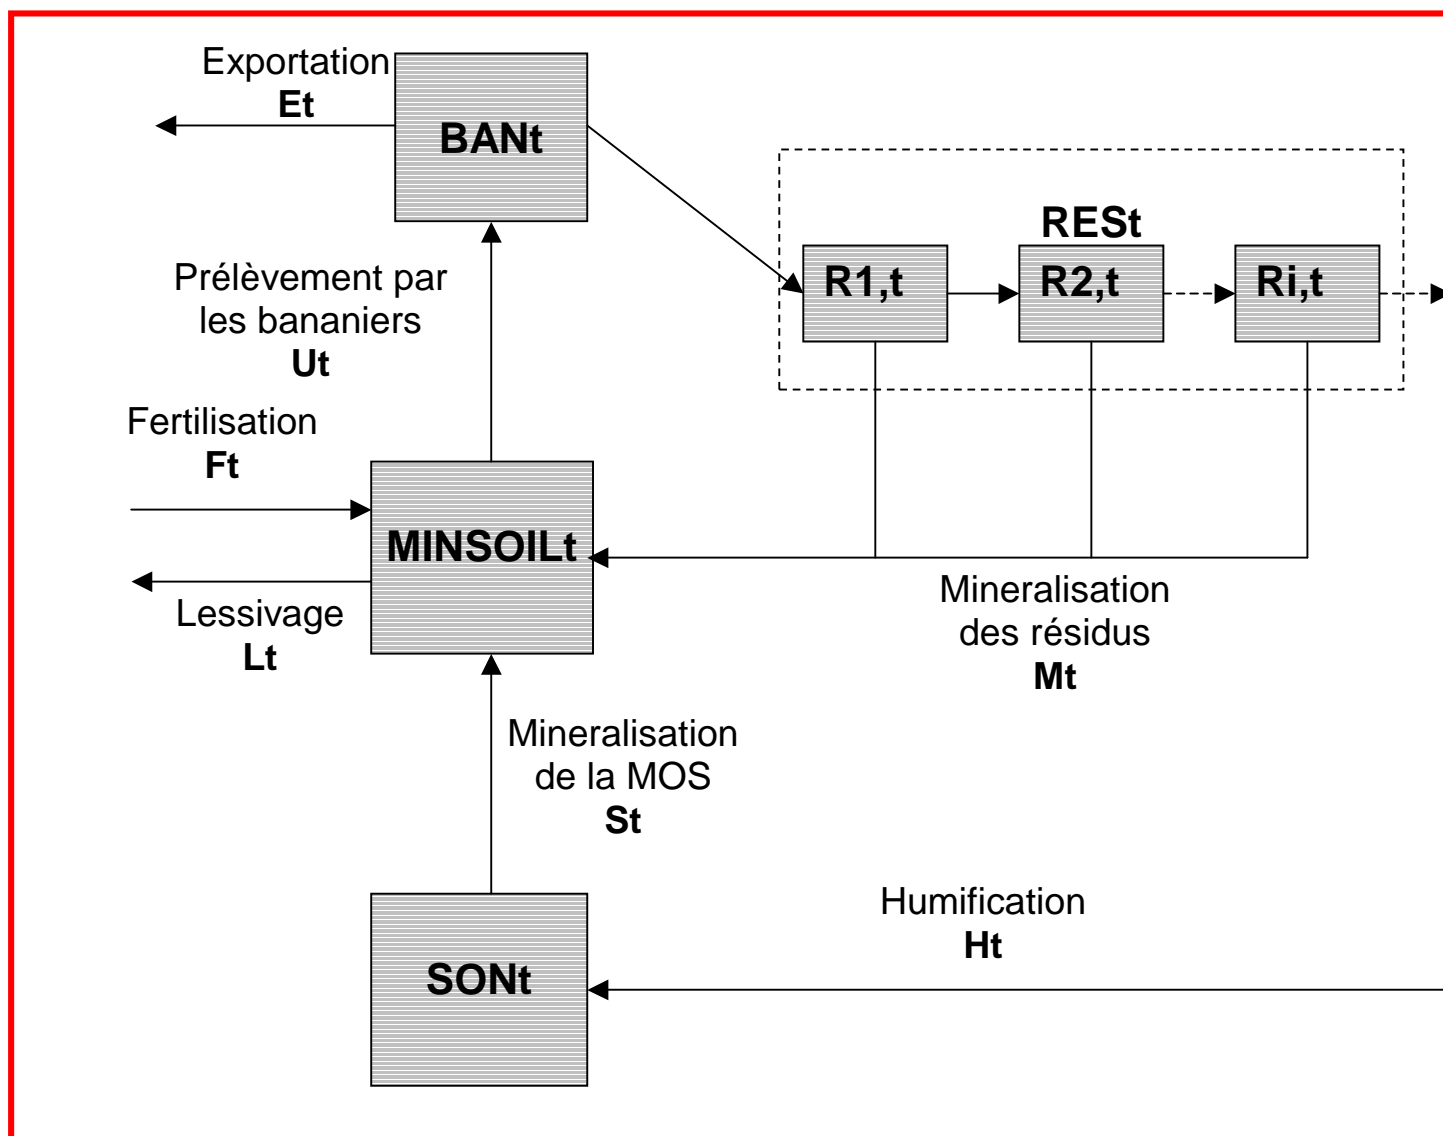 Exportation
Et
BANt
RESt
R1,t
R2,t
Ri,t
Prélèvement par
les bananiers
Ut
Fertilisation
Ft
MINSOILt
Lessivage
Lt
Mineralisation
des résidus
Mt
Mineralisation
de la MOS
St
Humification
Ht
SONt